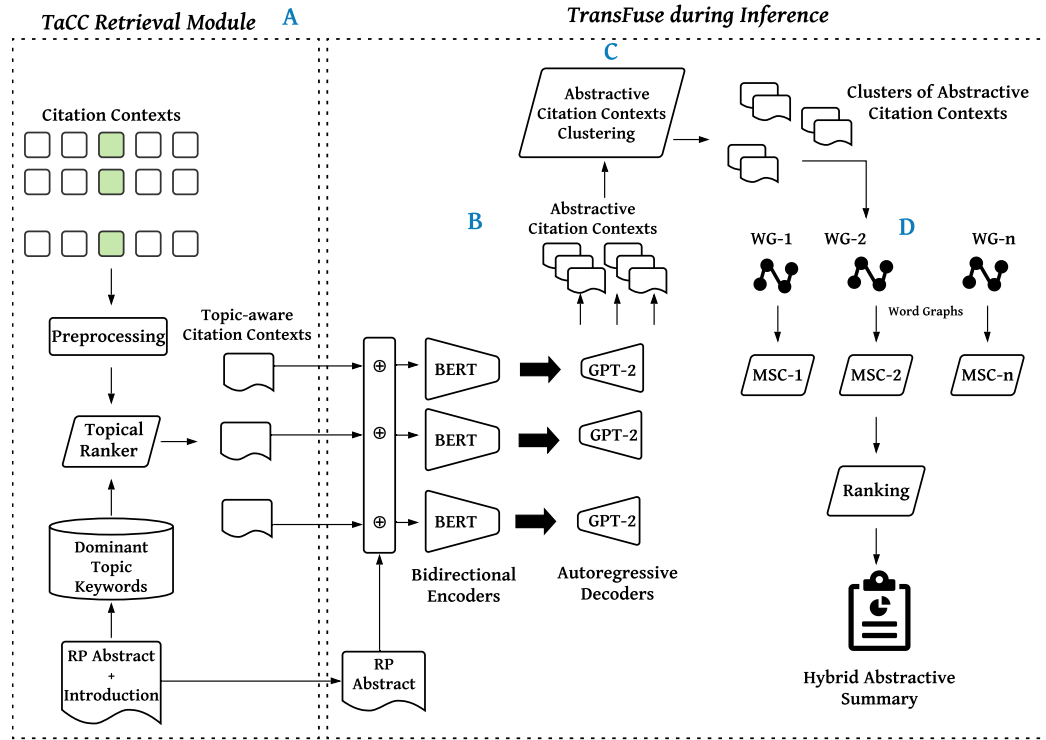 TaCC Retrieval Module
A
TransFuse during Inference
Citation Contexts
Preprocessing
Topical
Ranker
Dominant
Topic
Keywords
RP Abstract
+
Introduction
Topic-aware
Citation Contexts
RP
Abstract
⊕
⊕
⊕
BERT
BERT
BERT
Bidirectional
Encoders
GPT-2
GPT-2
GPT-2
Autoregressive
Decoders
B
Abstractive
Citation Contexts
C
Abstractive
Citation Contexts
Clustering
Clusters of Abstractive
Citation Contexts
D
WG-1
WG-2
WG-n
Word Graphs
MSC-1
MSC-2
MSC-n
Ranking
Hybrid Abstractive
Summary